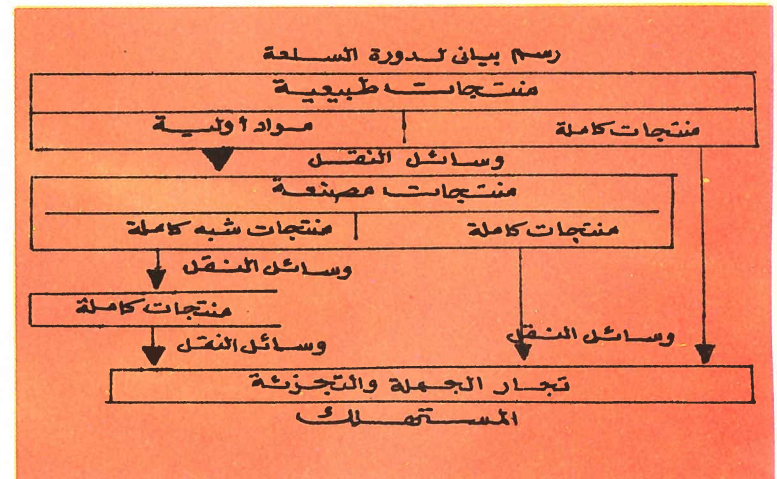 رسم بيانى لدورة السلعة
منتجات طبيعية
منتجات كاملة مواد أولية
وسائل النقل
منتجات مصنعة
منتجات كاملة منتجات شبه كاملة
وسائل النقل
منتجات كاملة
وسائل النقل وسائل النقل
تجار الجملة والتجزئة
المستهلك